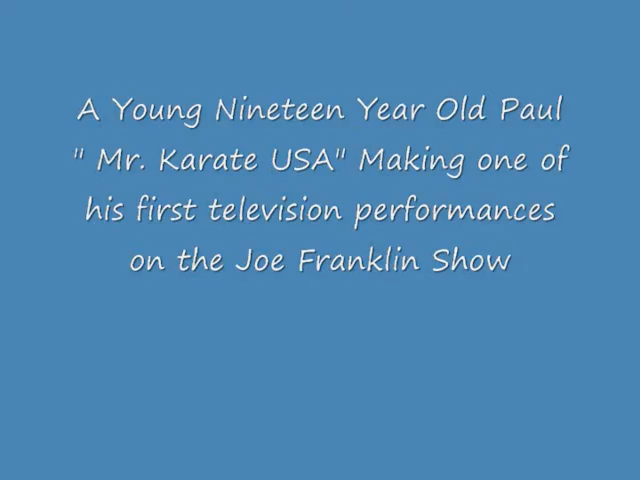 A Young Nineteen Year Old Paul
" Mr. Karate USA" Making one of
his first television performances
on the Joe Franklin Show